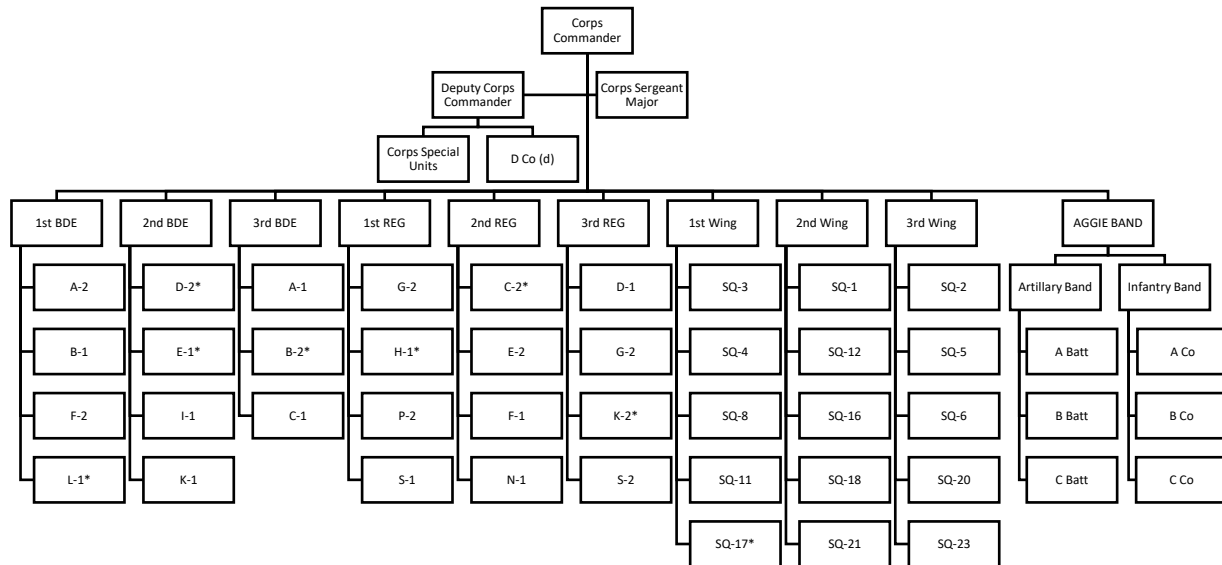 Corps
Commander
Deputy Corps
Commander
Corps Sergeant
Major
Corps Special
Units
D Co (d)
1st BDE
2nd BDE
3rd BDE
1st REG
2nd REG
3rd REG
1st Wing
2nd Wing
3rd Wing
AGGIE BAND
A-2
D-2*
A-1
G-2
C-2*
D-1
SQ-3
SQ-1
SQ-2
Artillary Band
Infantry Band
B-1
E-1*
B-2*
H-1*
E-2
G-2
SQ-4
SQ-12
SQ-5
A Batt
A Co
F-2
I-1
C-1
P-2
F-1
K-2*
SQ-8
SQ-16
SQ-6
B Batt
B Co
L-1*
K-1
S-1
N-1
S-2
SQ-11
SQ-18
SQ-20
C Batt
C Co
SQ-17*
SQ-21
SQ-23